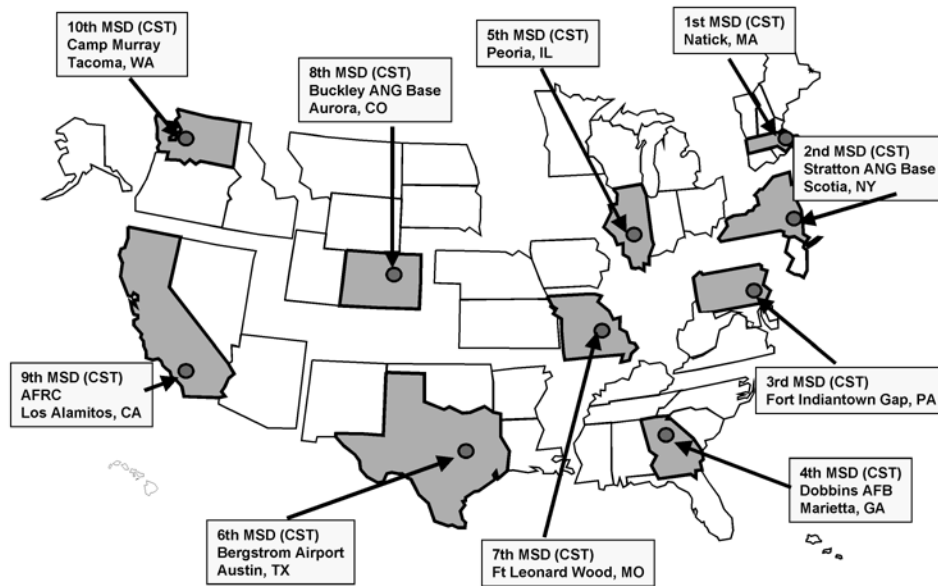 10th MSD (CST)
Camp Murray
Tacoma, WA
8th MSD (CST)
Buckley ANG Base
Aurora, CO
5th MSD (CST)
Peoria, IL
1st MSD (CST)
Natick, MA
2nd MSD (CST)
Stratton ANG Base
Scotia, NY
9th MSD (CST)
AFRC
Los Alamitos, CA
3rd MSD (CST)
Fort Indiantown Gap, PA
4th MSD (CST)
Dobbins AFB
Marietta, GA
6th MSD (CST)
Bergstrom Airport
Austin, TX
7th MSD (CST)
Ft Leonard Wood, MO